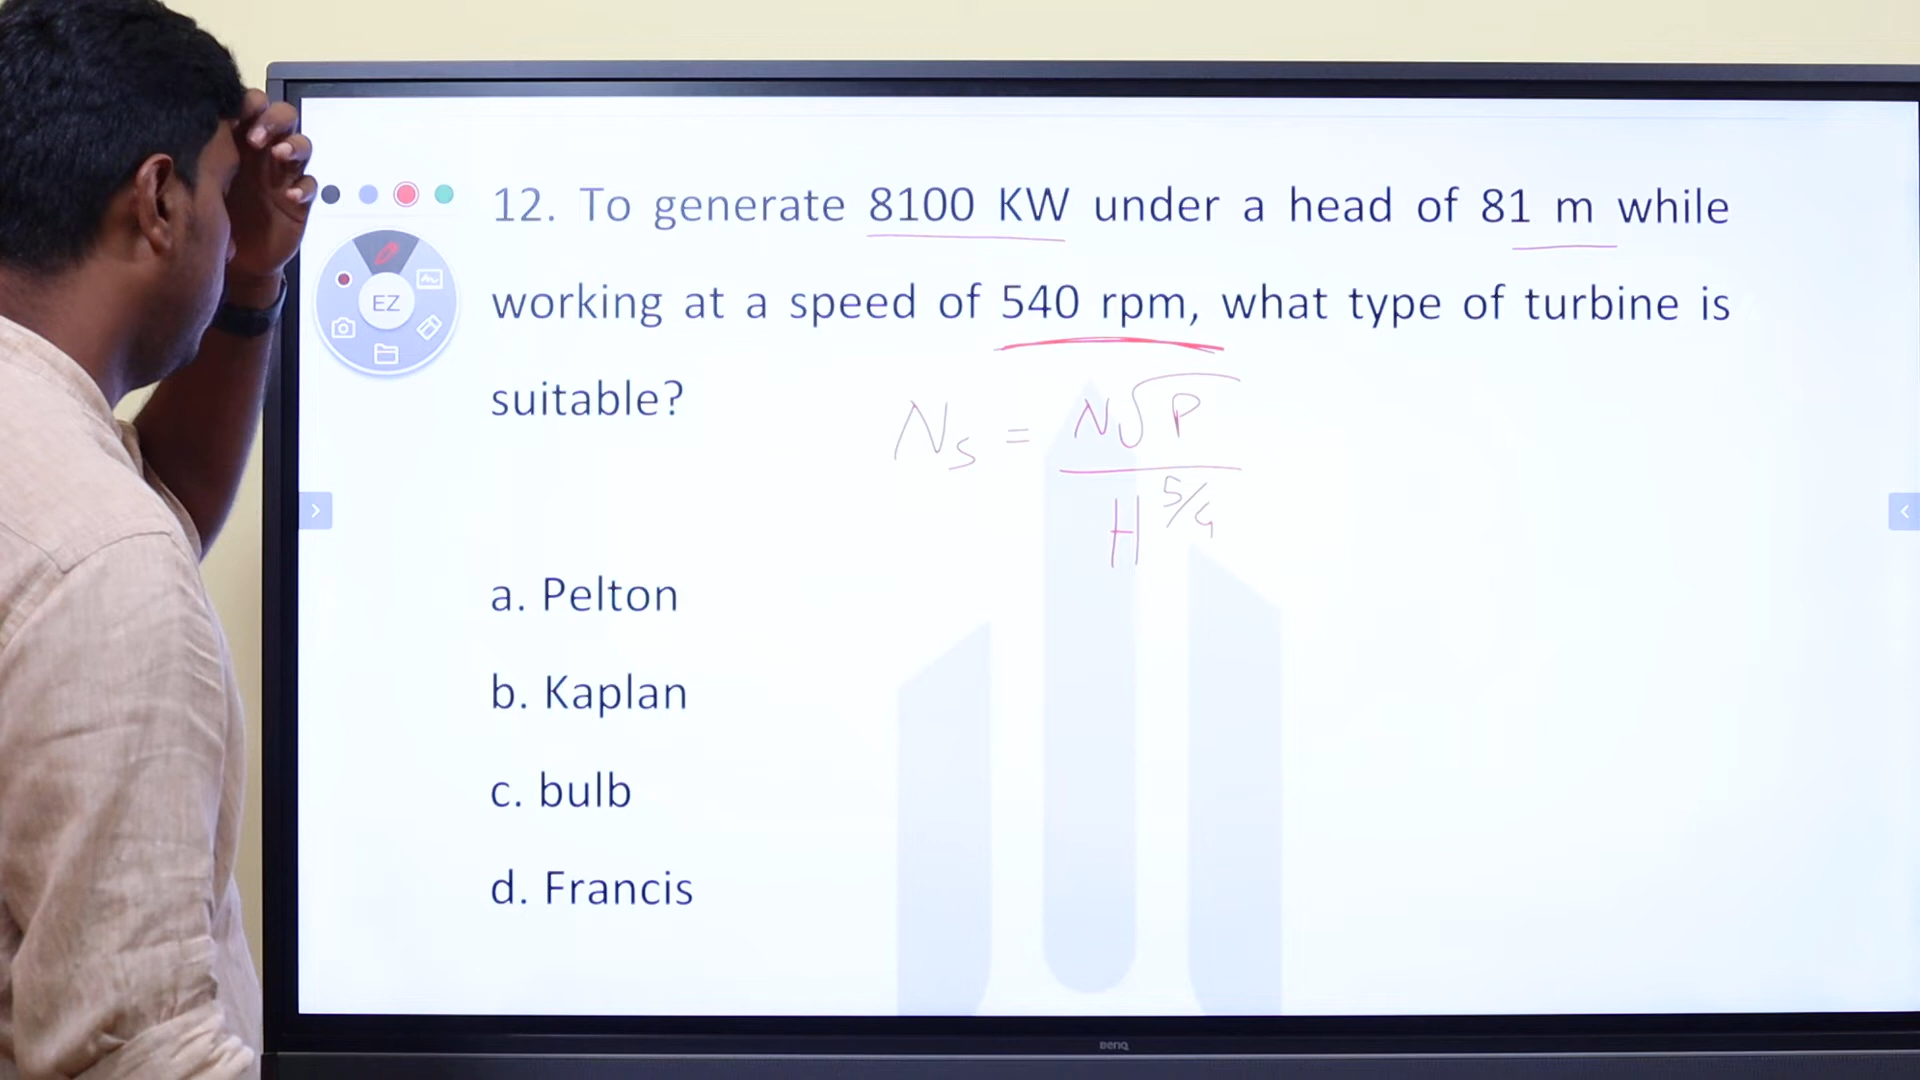 12. To generate 8100 KW under a head of 81 m while
working at a speed of 540 rpm, what type of turbine is
suitable?
Ns = N√P / H^5/4
a. Pelton
b. Kaplan
c. bulb
d. Francis
EZ
BenQ